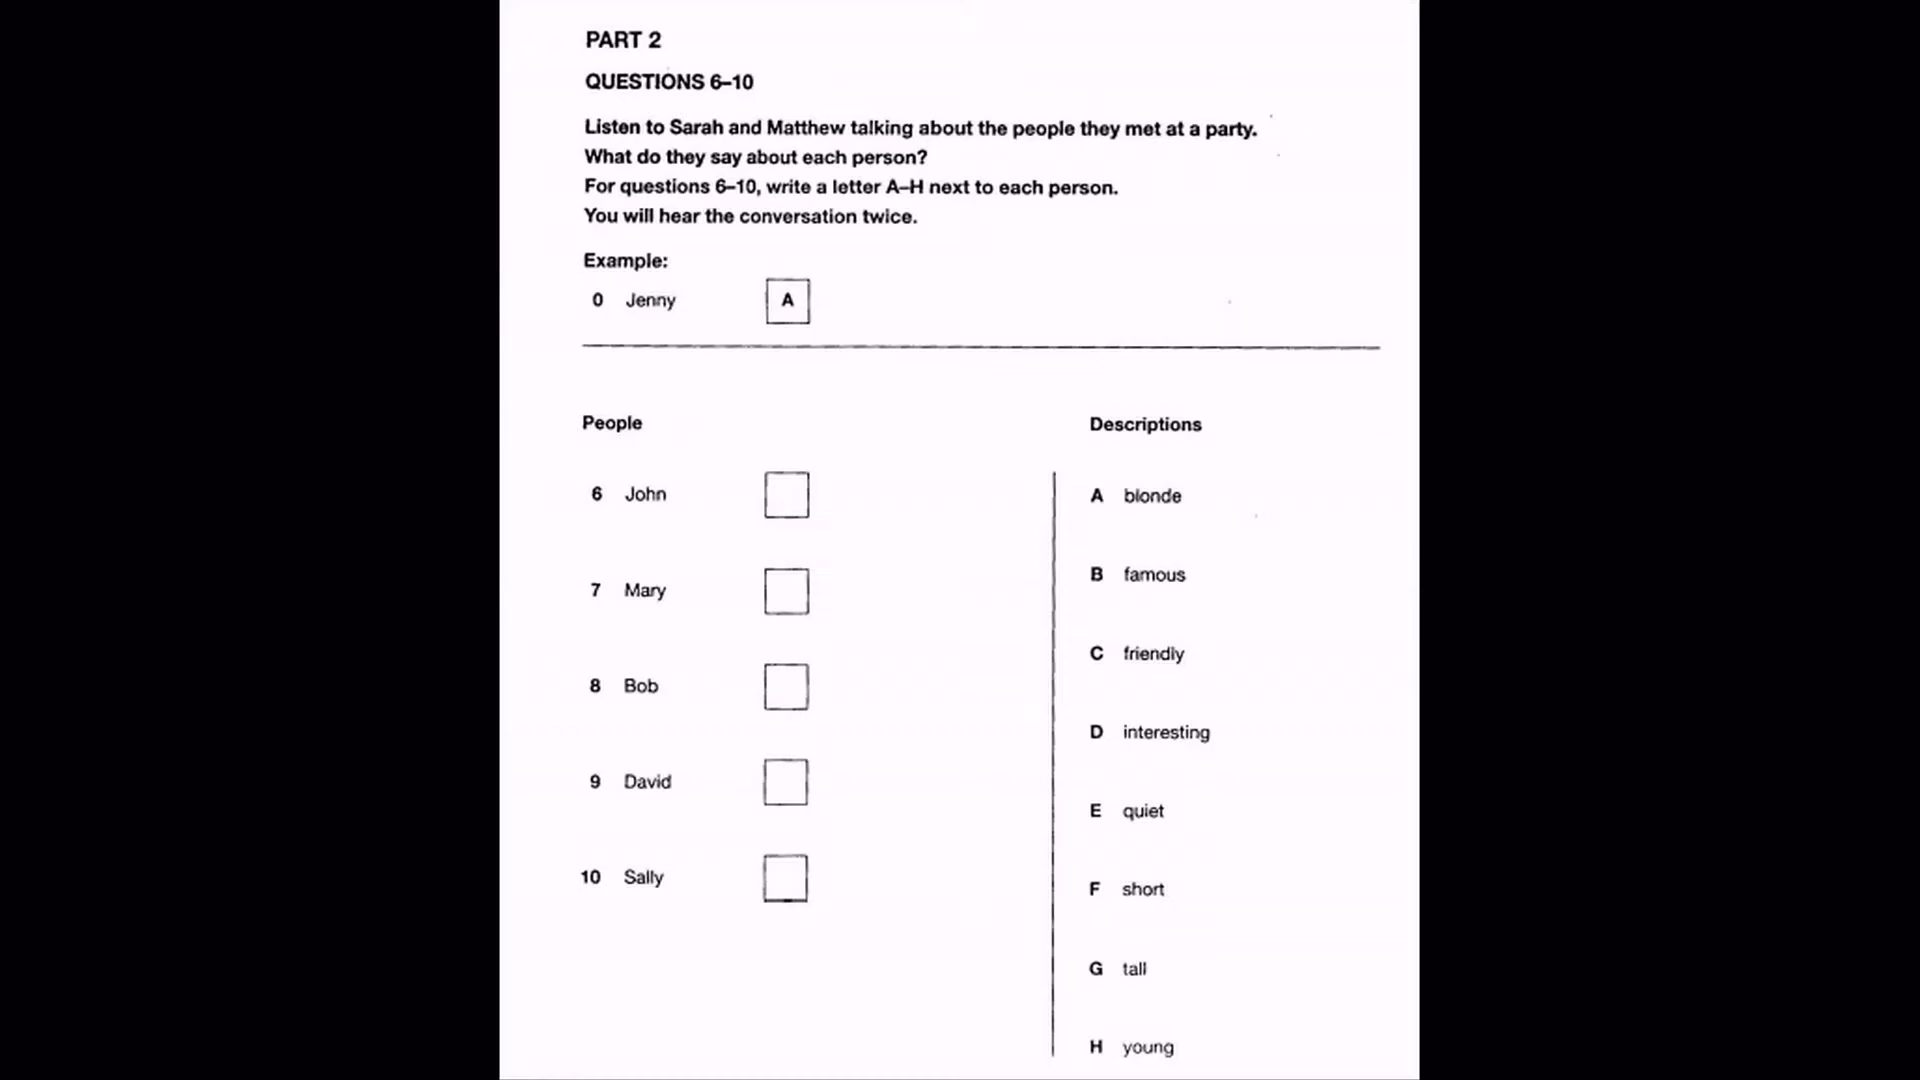 PART 2
QUESTIONS 6–10
Listen to Sarah and Matthew talking about the people they met at a party.
What do they say about each person?
For questions 6–10, write a letter A–H next to each person.
You will hear the conversation twice.
Example:
0 Jenny A
People
6 John
7 Mary
8 Bob
9 David
10 Sally
Descriptions
A blonde
B famous
C friendly
D interesting
E quiet
F short
G tall
H young